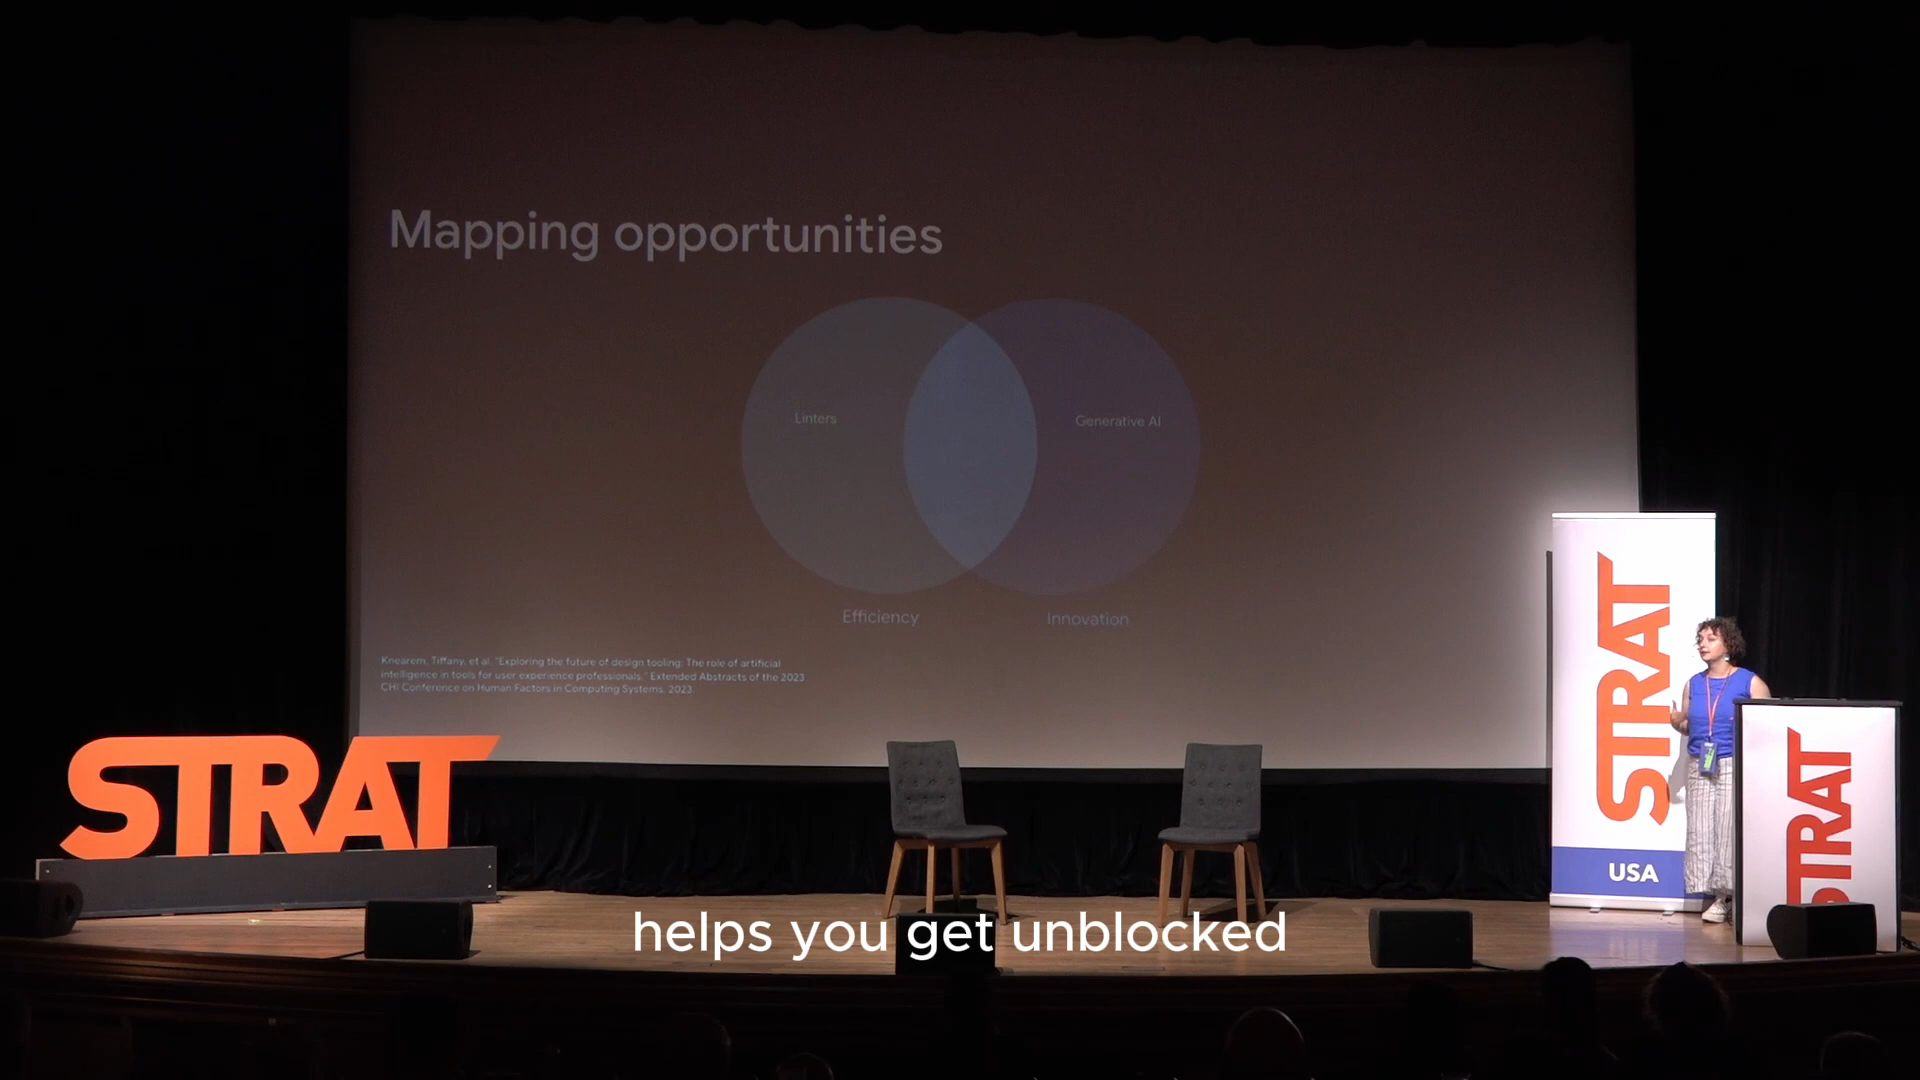 Mapping opportunities
Linters
Generative AI
Efficiency
Innovation
Knearem, Tiffany, et al. "Exploring the future of design tooling: The role of artificial
intelligence in tools for user experience professionals." Extended Abstracts of the 2023
CHI Conference on Human Factors in Computing Systems. 2023.
STRAT
STRAT
USA
STRAT
helps you get unblocked